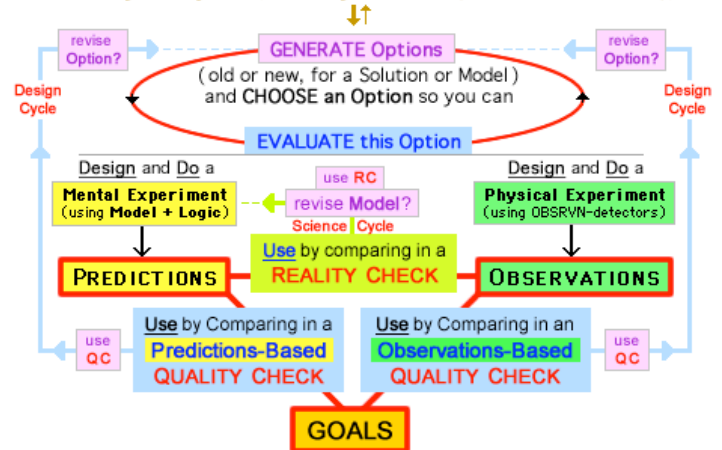 revise
Option?
GENERATE Options
revise
Option?
(old or new, for a Solution or Model)
and CHOOSE an Option so you can
Design
Cycle
Design
Cycle
EVALUATE this Option
Design and Do a
Mental Experiment
(using Model + Logic)
use RC
revise Model?
Science Cycle
Design and Do a
Physical Experiment
(using OBSRVN-detectors)
Use by comparing in a
REALITY CHECK
PREDICTIONS
OBSERVATIONS
use
QC
Use by Comparing in a
Predictions-Based
QUALITY CHECK
Use by Comparing in an
Observations-Based
QUALITY CHECK
use
QC
GOALS